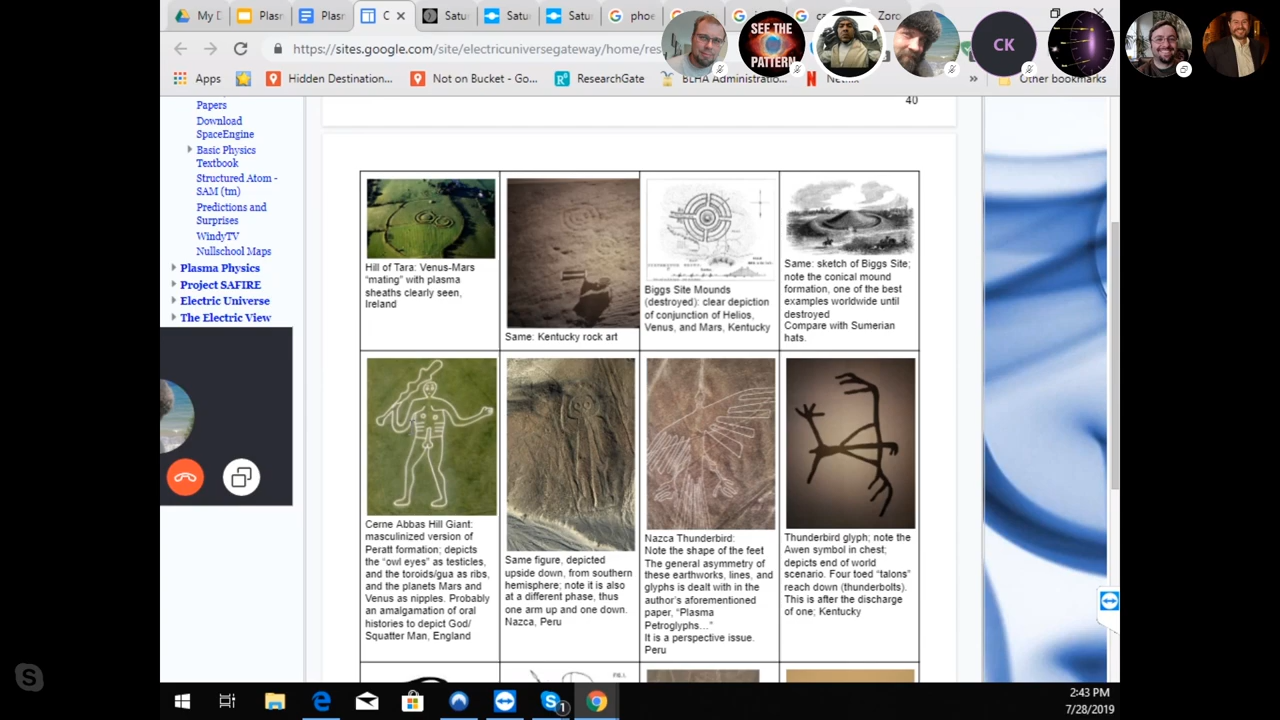 My D
Plasm
Plasm
C
Satu
Satu
Satu
pho
Zoro
https://sites.google.com/site/electricuniversegateway/home/res
SEE THE
PATTERN
CK
Apps
Hidden Destination...
Not on Bucket - Go...
ResearchGate
BLHA Administratio...
Netflix
»
Other bookmarks
Papers
Download
SpaceEngine
Basic Physics
Textbook
Structured Atom -
SAM (tm)
Predictions and
Surprises
WindyTV
Nullschool Maps
Plasma Physics
Project SAFIRE
Electric Universe
The Electric View
40
Hill of Tara: Venus-Mars
“mating” with plasma
sheaths clearly seen,
Ireland
Same: Kentucky rock art
Biggs Site Mounds
(destroyed): clear depiction
of conjunction of Helios,
Venus, and Mars, Kentucky
Same: sketch of Biggs Site;
note the conical mound
formation, one of the best
examples worldwide until
destroyed
Compare with Sumerian
hats.
Cerne Abbas Hill Giant:
masculinized version of
Peratt formation; depicts
the “owl eyes” as testicles,
and the toroids/gua as ribs,
and the planets Mars and
Venus as nipples. Probably
an amalgamation of oral
histories to depict God/
Squatter Man, England
Same figure, depicted
upside down, from southern
hemisphere; note it is also
at a different phase, thus
one arm up and one down.
Nazca, Peru
Nazca Thunderbird:
Note the shape of the feet
The general asymmetry of
these earthworks, lines, and
glyphs is dealt with in the
author's aforementioned
paper, “Plasma
Petroglyphs...”
It is a perspective issue.
Peru
Thunderbird glyph; note the
Awen symbol in chest;
depicts end of world
scenario. Four toed “talons”
reach down (thunderbolts).
This is after the discharge
of one; Kentucky
1
2:43 PM
7/28/2019